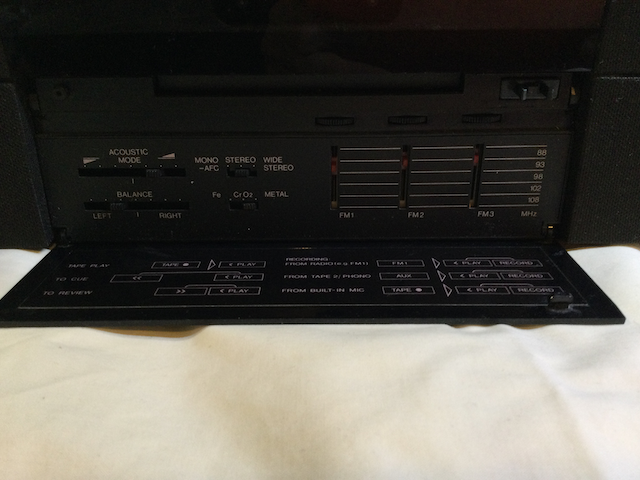 ACOUSTIC
MODE
MONO STEREO WIDE
-AFC STEREO
BALANCE
LEFT RIGHT
Fe CrO2 METAL
88
93
98
102
108
FM1 FM2 FM3 MHz
TAPE PLAY TAPE ● < PLAY
TO CUE << < PLAY
TO REVIEW >> < PLAY
RECORDING
FROM RADIO (e.g. FM1) FM1 < PLAY RECORD
FROM TAPE 2/PHONO AUX < PLAY RECORD
FROM BUILT-IN MIC TAPE ● < PLAY RECORD